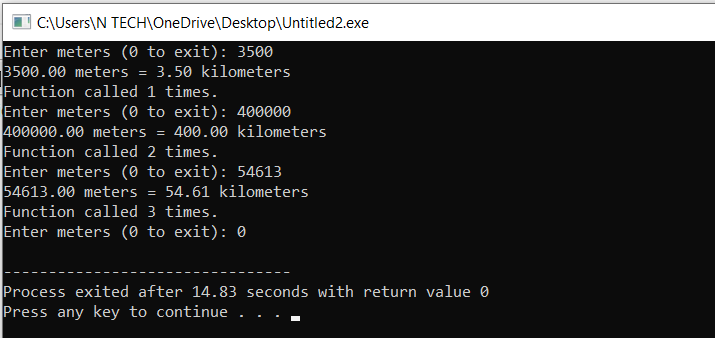 C:\Users\N TECH\OneDrive\Desktop\Untitled2.exe
Enter meters (0 to exit): 3500
3500.00 meters = 3.50 kilometers
Function called 1 times.
Enter meters (0 to exit): 400000
400000.00 meters = 400.00 kilometers
Function called 2 times.
Enter meters (0 to exit): 54613
54613.00 meters = 54.61 kilometers
Function called 3 times.
Enter meters (0 to exit): 0
--------------------------------
Process exited after 14.83 seconds with return value 0
Press any key to continue . . .